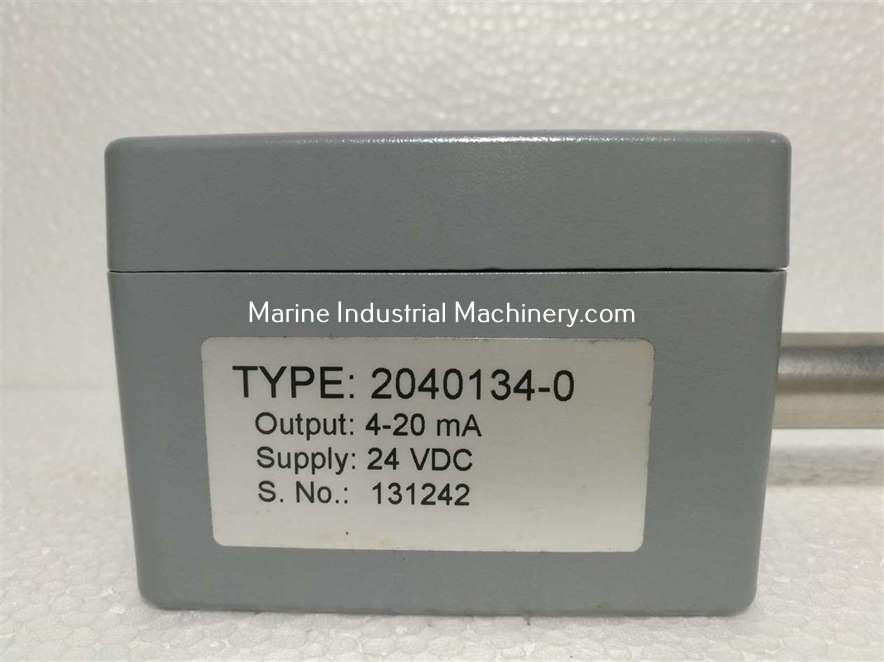 Marine Industrial Machinery.com
TYPE: 2040134-0
Output: 4-20 mA
Supply: 24 VDC
S. No.: 131242